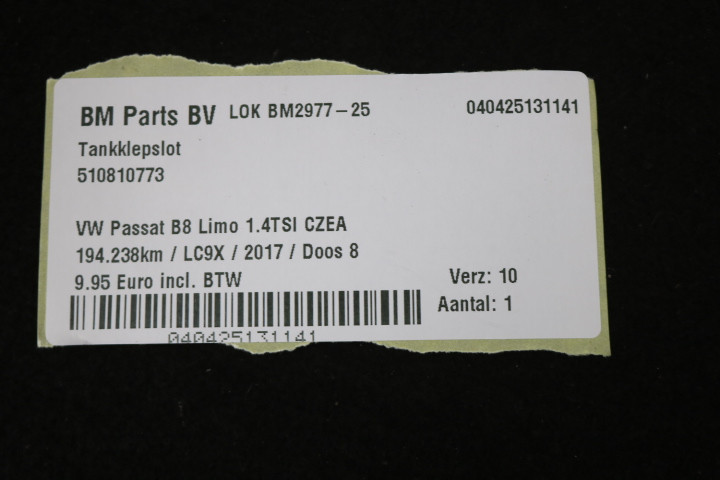 BM Parts BV LOK BM2977-25 040425131141
Tankklepslot
510810773
VW Passat B8 Limo 1.4TSI CZEA
194.238km / LC9X / 2017 / Doos 8
9.95 Euro incl. BTW Verz: 10
Aantal: 1
040425131141